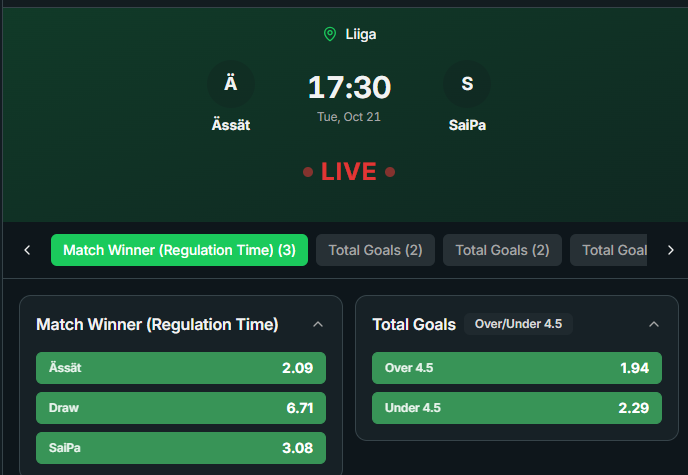 Liiga
Ä
17:30
S
Tue, Oct 21
Ässät
SaiPa
LIVE
Match Winner (Regulation Time) (3)
Total Goals (2)
Total Goals (2)
Total Goal
Match Winner (Regulation Time)
Ässät 2.09
Draw 6.71
SaiPa 3.08
Total Goals Over/Under 4.5
Over 4.5 1.94
Under 4.5 2.29